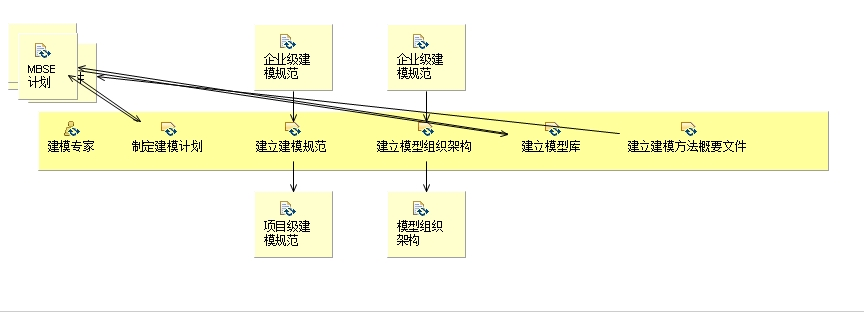 MBSE
计划
企业级建
模规范
企业级建
模规范
建模专家
制定建模计划
建立建模规范
建立模型组织架构
建立模型库
建立建模方法概要文件
项目级建
模规范
模型组织
架构